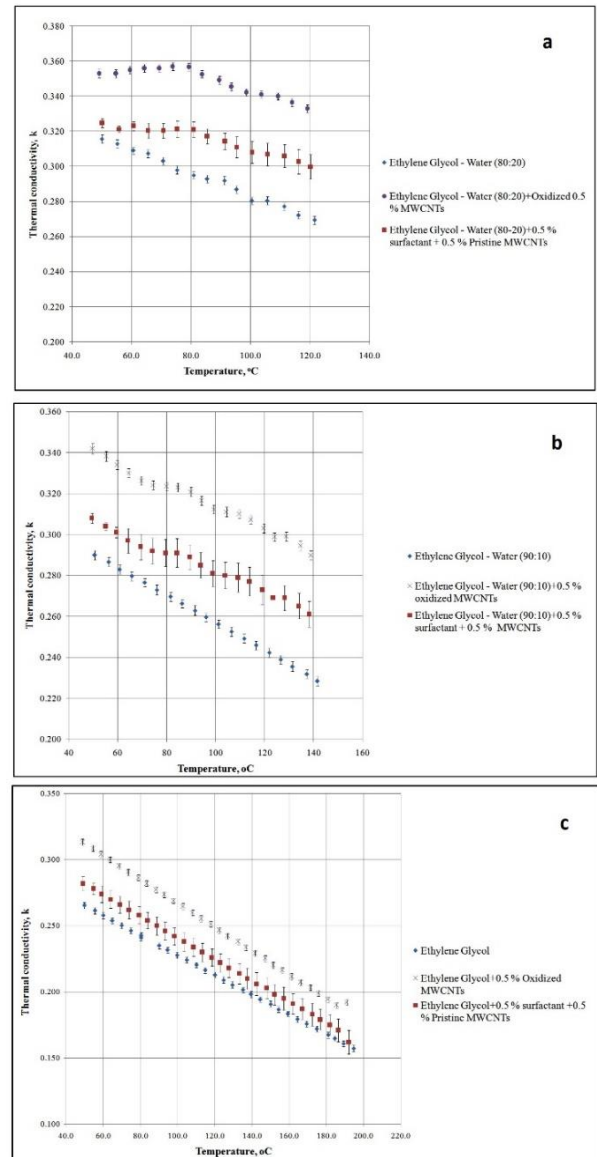 a
0.380
0.360
0.340
0.320
0.300
0.280
0.260
0.240
0.220
0.200
Thermal conductivity, k
40.0 60.0 80.0 100.0 120.0 140.0
Temperature, °C
Ethylene Glycol - Water (80:20)
Ethylene Glycol - Water (80:20)+Oxidized 0.5
% MWCNTs
Ethylene Glycol - Water (80-20)+0.5 %
surfactant + 0.5 % Pristine MWCNTs
b
0.360
0.340
0.320
0.300
0.280
0.260
0.240
0.220
0.200
Thermal conductivity, k
40 60 80 100 120 140 160
Temperature, oC
Ethylene Glycol - Water (90:10)
Ethylene Glycol - Water (90:10)+0.5 %
oxidized MWCNTs
Ethylene Glycol - Water (90:10)+0.5 %
surfactant + 0.5 % MWCNTs
c
0.350
0.300
0.250
0.200
0.150
0.100
Thermal conductivity, k
40.0 60.0 80.0 100.0 120.0 140.0 160.0 180.0 200.0 220.0
Temperature, oC
Ethylene Glycol
Ethylene Glycol+0.5 % Oxidized
MWCNTs
Ethylene Glycol+0.5 % surfactant +0.5
% Pristine MWCNTs